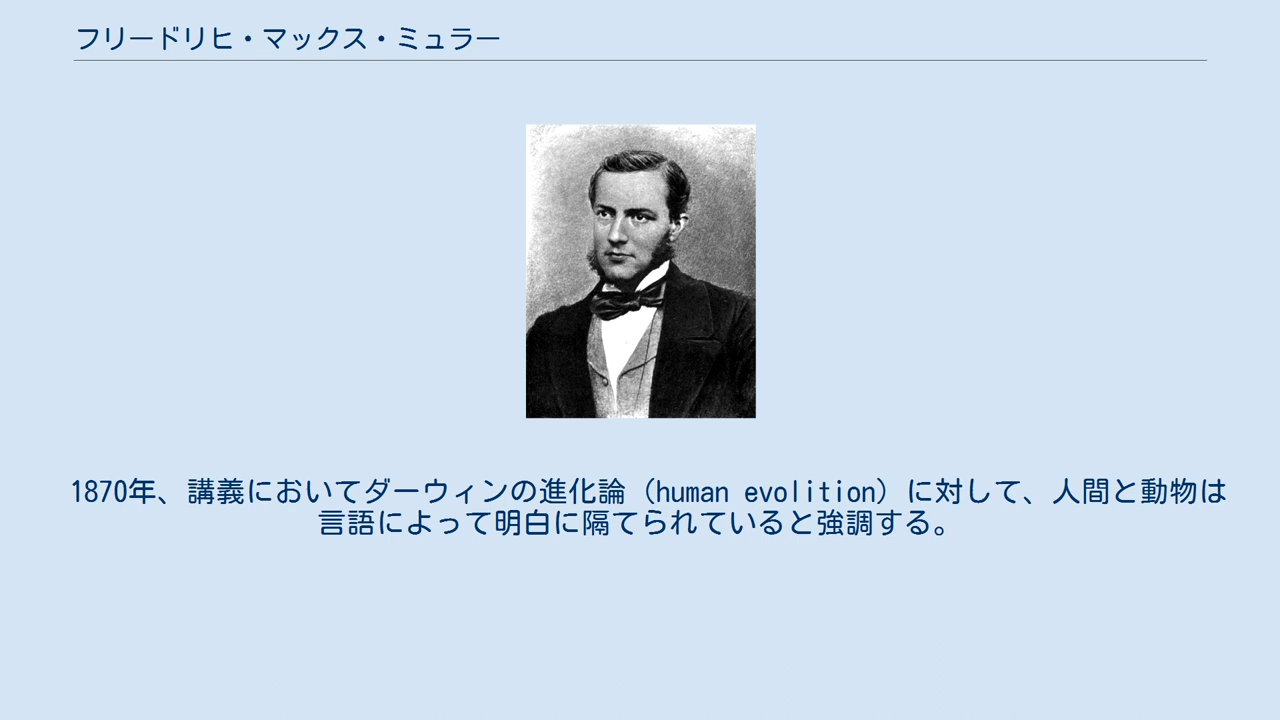 フリードリヒ・マックス・ミュラー
1870年、講義においてダーウィンの進化論（human evolition）に対して、人間と動物は
言語によって明白に隔てられていると強調する。